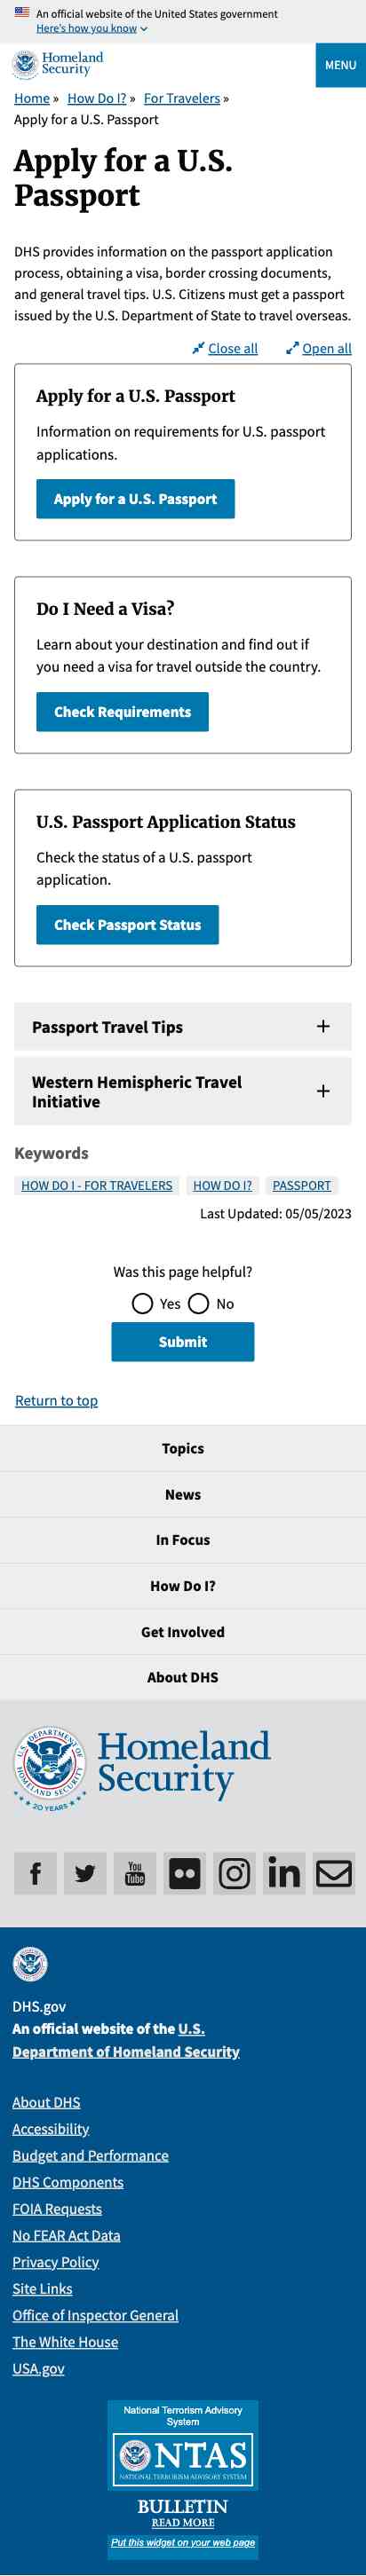 An official website of the United States government
Here's how you know
Homeland
Security
MENU
Home » How Do I? » For Travelers »
Apply for a U.S. Passport
Apply for a U.S.
Passport
DHS provides information on the passport application
process, obtaining a visa, border crossing documents,
and general travel tips. U.S. Citizens must get a passport
issued by the U.S. Department of State to travel overseas.
Close all Open all
Apply for a U.S. Passport
Information on requirements for U.S. passport
applications.
Apply for a U.S. Passport
Do I Need a Visa?
Learn about your destination and find out if
you need a visa for travel outside the country.
Check Requirements
U.S. Passport Application Status
Check the status of a U.S. passport
application.
Check Passport Status
Passport Travel Tips
Western Hemispheric Travel
Initiative
Keywords
HOW DO I - FOR TRAVELERS HOW DO I? PASSPORT
Last Updated: 05/05/2023
Was this page helpful?
Yes No
Submit
Return to top
Topics
News
In Focus
How Do I?
Get Involved
About DHS
U.S. DEPARTMENT OF HOMELAND SECURITY
20 YEARS
Homeland
Security
You
Tube
DHS.gov
An official website of the U.S.
Department of Homeland Security
About DHS
Accessibility
Budget and Performance
DHS Components
FOIA Requests
No FEAR Act Data
Privacy Policy
Site Links
Office of Inspector General
The White House
USA.gov
National Terrorism Advisory
System
NTAS
NATIONAL TERRORISM ADVISORY SYSTEM
BULLETIN
READ MORE
Put this widget on your web page